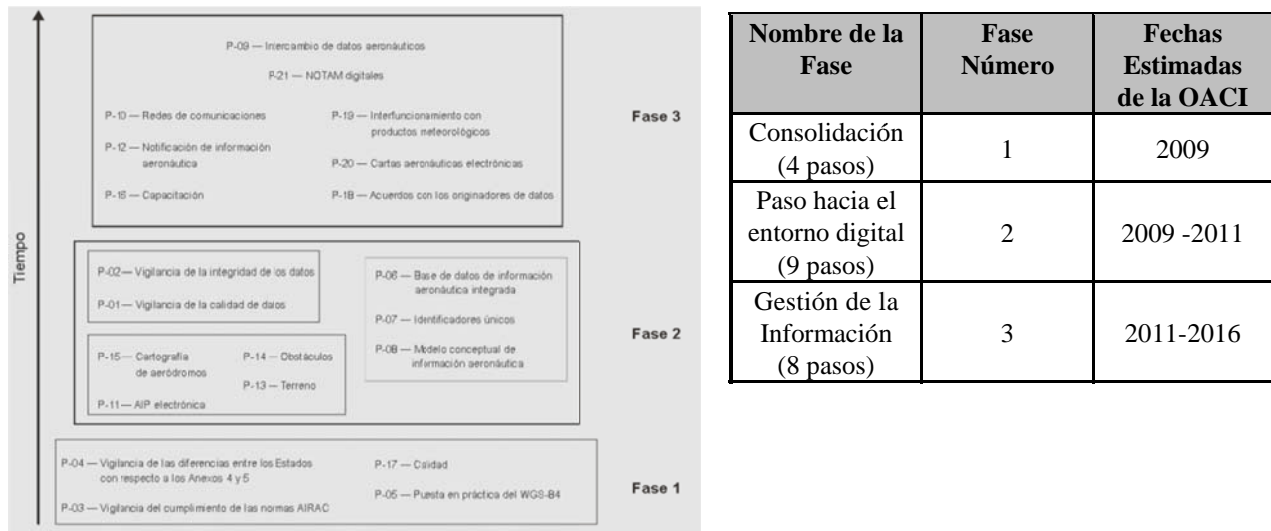 P-09 — Intercambio de datos aeronáuticos
P-21 — NOTAM digitales
P-10 — Redes de comunicaciones
P-12 — Notificación de información
aeronáutica
P-16 — Capacitación
P-19 — Interfuncionamiento con
productos meteorológicos
P-20 — Cartas aeronáuticas electrónicas
P-18 — Acuerdos con los originadores de datos
Fase 3
Tiempo
P-02 — Vigilancia de la integridad de los datos
P-01 — Vigilancia de la calidad de datos
P-15 — Cartografía
de aeródromos
P-11 — AIP electrónica
P-14 — Obstáculos
P-13 — Terreno
P-06 — Base de datos de información
aeronáutica integrada
P-07 — Identificadores únicos
P-08 — Modelo conceptual de
información aeronáutica
Fase 2
P-04 — Vigilancia de las diferencias entre los Estados
con respecto a los Anexos 4 y 5
P-03 — Vigilancia del cumplimiento de las normas AIRAC
P-17 — Calidad
P-05 — Puesta en práctica del WGS-84
Fase 1
Nombre de la
Fase
Fase
Número
Fechas
Estimadas
de la OACI
Consolidación
(4 pasos)
1
2009
Paso hacia el
entorno digital
(9 pasos)
2
2009 -2011
Gestión de la
Información
(8 pasos)
3
2011-2016